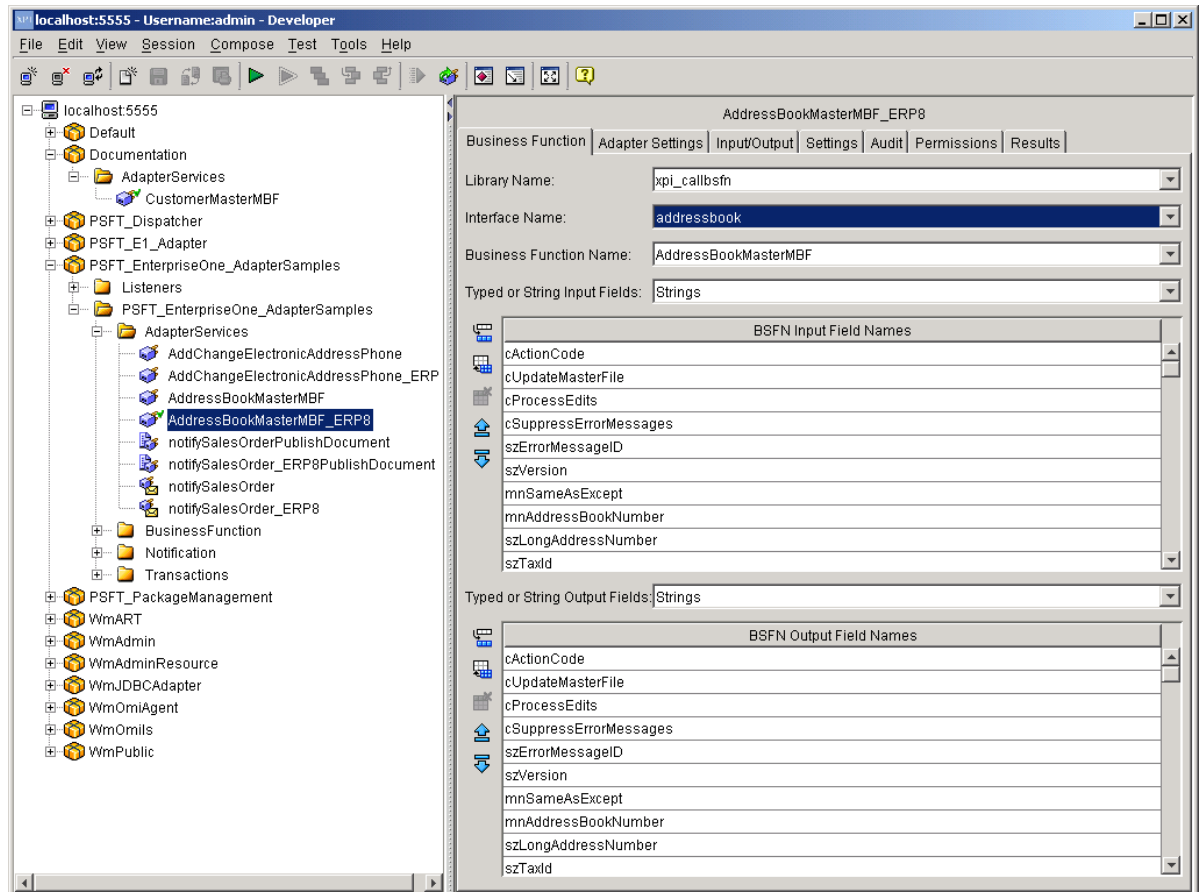 XPI localhost:5555 - Username:admin - Developer
File Edit View Session Compose Test Tools Help
localhost:5555
Default
Documentation
AdapterServices
CustomerMasterMBF
PSFT_Dispatcher
PSFT_E1_Adapter
PSFT_EnterpriseOne_AdapterSamples
Listeners
PSFT_EnterpriseOne_AdapterSamples
AdapterServices
AddChangeElectronicAddressPhone
AddChangeElectronicAddressPhone_ERP
AddressBookMasterMBF
AddressBookMasterMBF_ERP8
notifySalesOrderPublishDocument
notifySalesOrder_ERP8PublishDocument
notifySalesOrder
notifySalesOrder_ERP8
BusinessFunction
Notification
Transactions
PSFT_PackageManagement
WmART
WmAdmin
WmAdminResource
WmJDBCAdapter
WmOmiAgent
WmOmils
WmPublic
AddressBookMasterMBF_ERP8
Business Function Adapter Settings Input/Output Settings Audit Permissions Results
Library Name: xpi_callbsfn
Interface Name: addressbook
Business Function Name: AddressBookMasterMBF
Typed or String Input Fields: Strings
BSFN Input Field Names
cActionCode
cUpdateMasterFile
cProcessEdits
cSuppressErrorMessages
szErrorMessageID
szVersion
mnSameAsExcept
mnAddressBookNumber
szLongAddressNumber
szTaxId
Typed or String Output Fields: Strings
BSFN Output Field Names
cActionCode
cUpdateMasterFile
cProcessEdits
cSuppressErrorMessages
szErrorMessageID
szVersion
mnSameAsExcept
mnAddressBookNumber
szLongAddressNumber
szTaxId